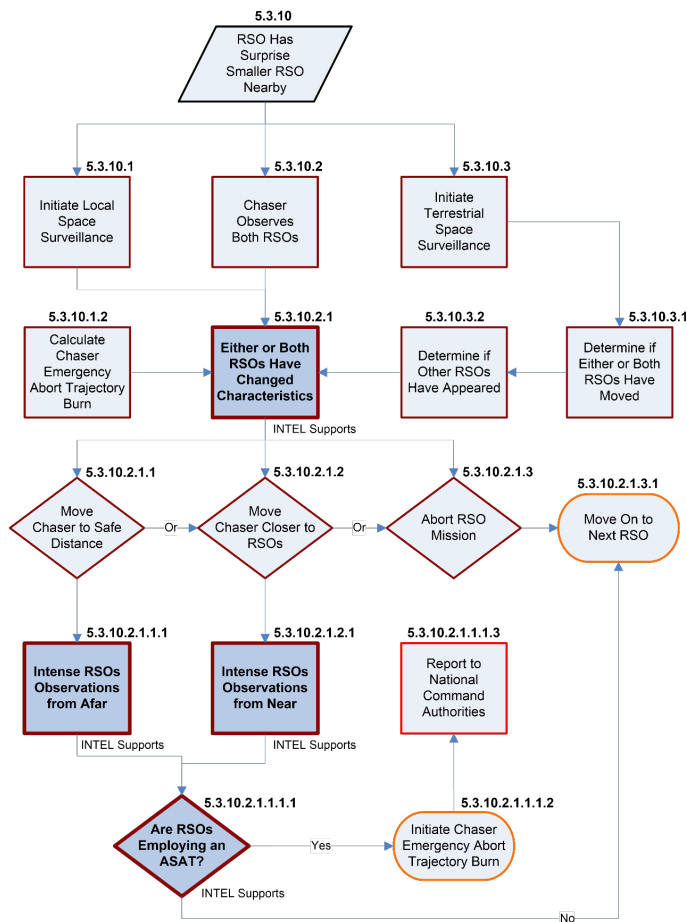 5.3.10
RSO Has
Surprise
Smaller RSO
Nearby
5.3.10.1
Initiate Local
Space
Surveillance
5.3.10.2
Chaser
Observes
Both RSOs
5.3.10.3
Initiate
Terrestrial
Space
Surveillance
5.3.10.1.2
Calculate
Chaser
Emergency
Abort Trajectory
Burn
5.3.10.2.1
Either or Both
RSOs Have
Changed
Characteristics
INTEL Supports
5.3.10.3.2
Determine if
Other RSOs
Have Appeared
5.3.10.3.1
Determine if
Either or Both
RSOs Have
Moved
5.3.10.2.1.1
Move
Chaser to Safe
Distance
Or
5.3.10.2.1.2
Move
Chaser Closer to
RSOs
Or
5.3.10.2.1.3
Abort RSO
Mission
5.3.10.2.1.3.1
Move On to
Next RSO
5.3.10.2.1.1.1
Intense RSOs
Observations
from Afar
INTEL Supports
5.3.10.2.1.2.1
Intense RSOs
Observations
from Near
INTEL Supports
5.3.10.2.1.1.1.3
Report to
National
Command
Authorities
5.3.10.2.1.1.1.1
Are RSOs
Employing an
ASAT?
INTEL Supports
Yes
5.3.10.2.1.1.1.2
Initiate Chaser
Emergency Abort
Trajectory Burn
No